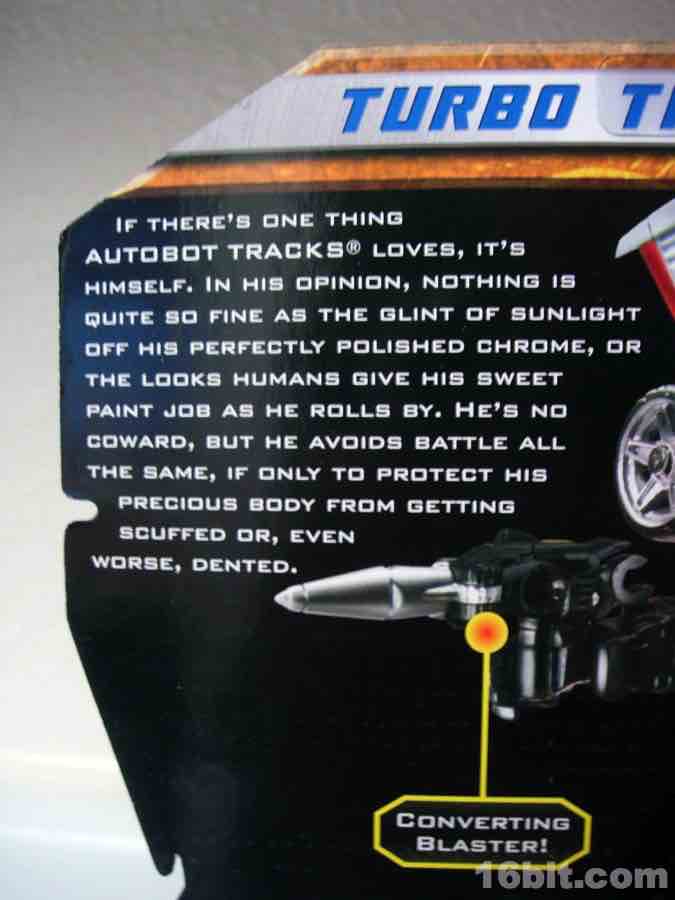 TURBO
IF THERE'S ONE THING
AUTOBOT TRACKS® LOVES, IT'S
HIMSELF. IN HIS OPINION, NOTHING IS
QUITE SO FINE AS THE GLINT OF SUNLIGHT
OFF HIS PERFECTLY POLISHED CHROME, OR
THE LOOKS HUMANS GIVE HIS SWEET
PAINT JOB AS HE ROLLS BY. HE'S NO
COWARD, BUT HE AVOIDS BATTLE ALL
THE SAME, IF ONLY TO PROTECT HIS
PRECIOUS BODY FROM GETTING
SCUFFED OR, EVEN
WORSE, DENTED.
CONVERTING
BLASTER!
16bit.com